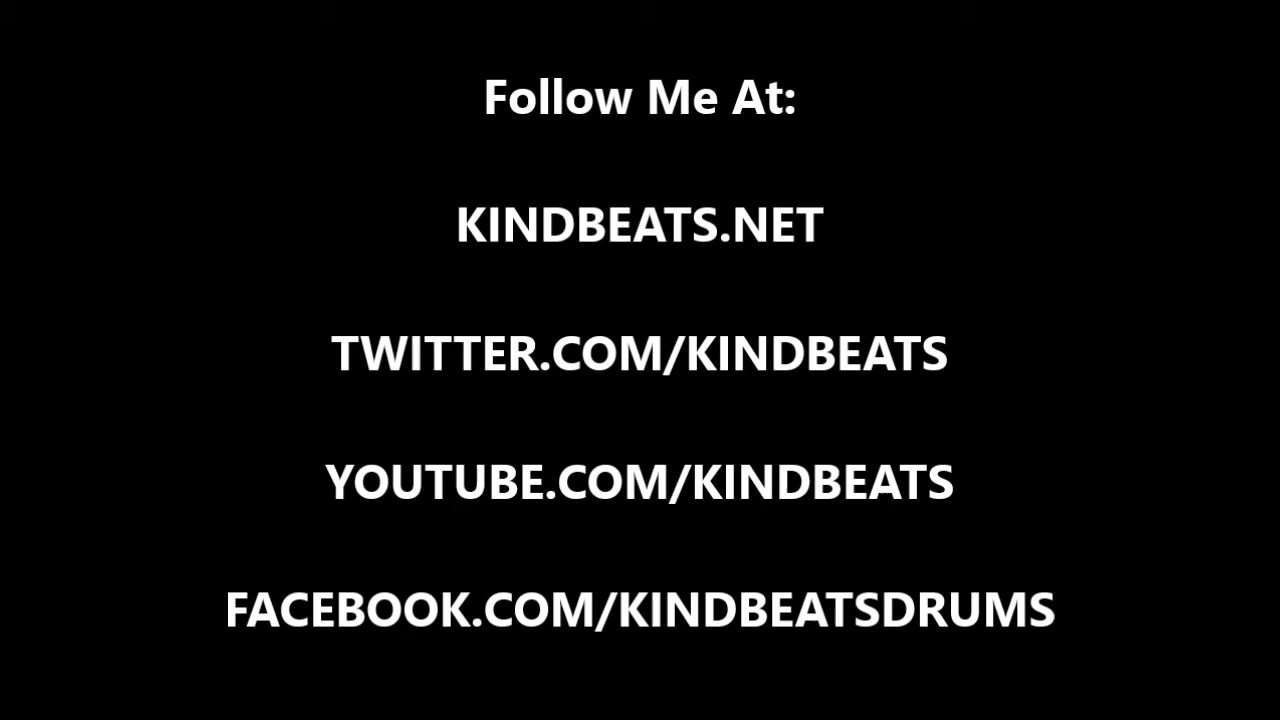 Follow Me At:
KINDBEATS.NET
TWITTER.COM/KINDBEATS
YOUTUBE.COM/KINDBEATS
FACEBOOK.COM/KINDBEATSDRUMS